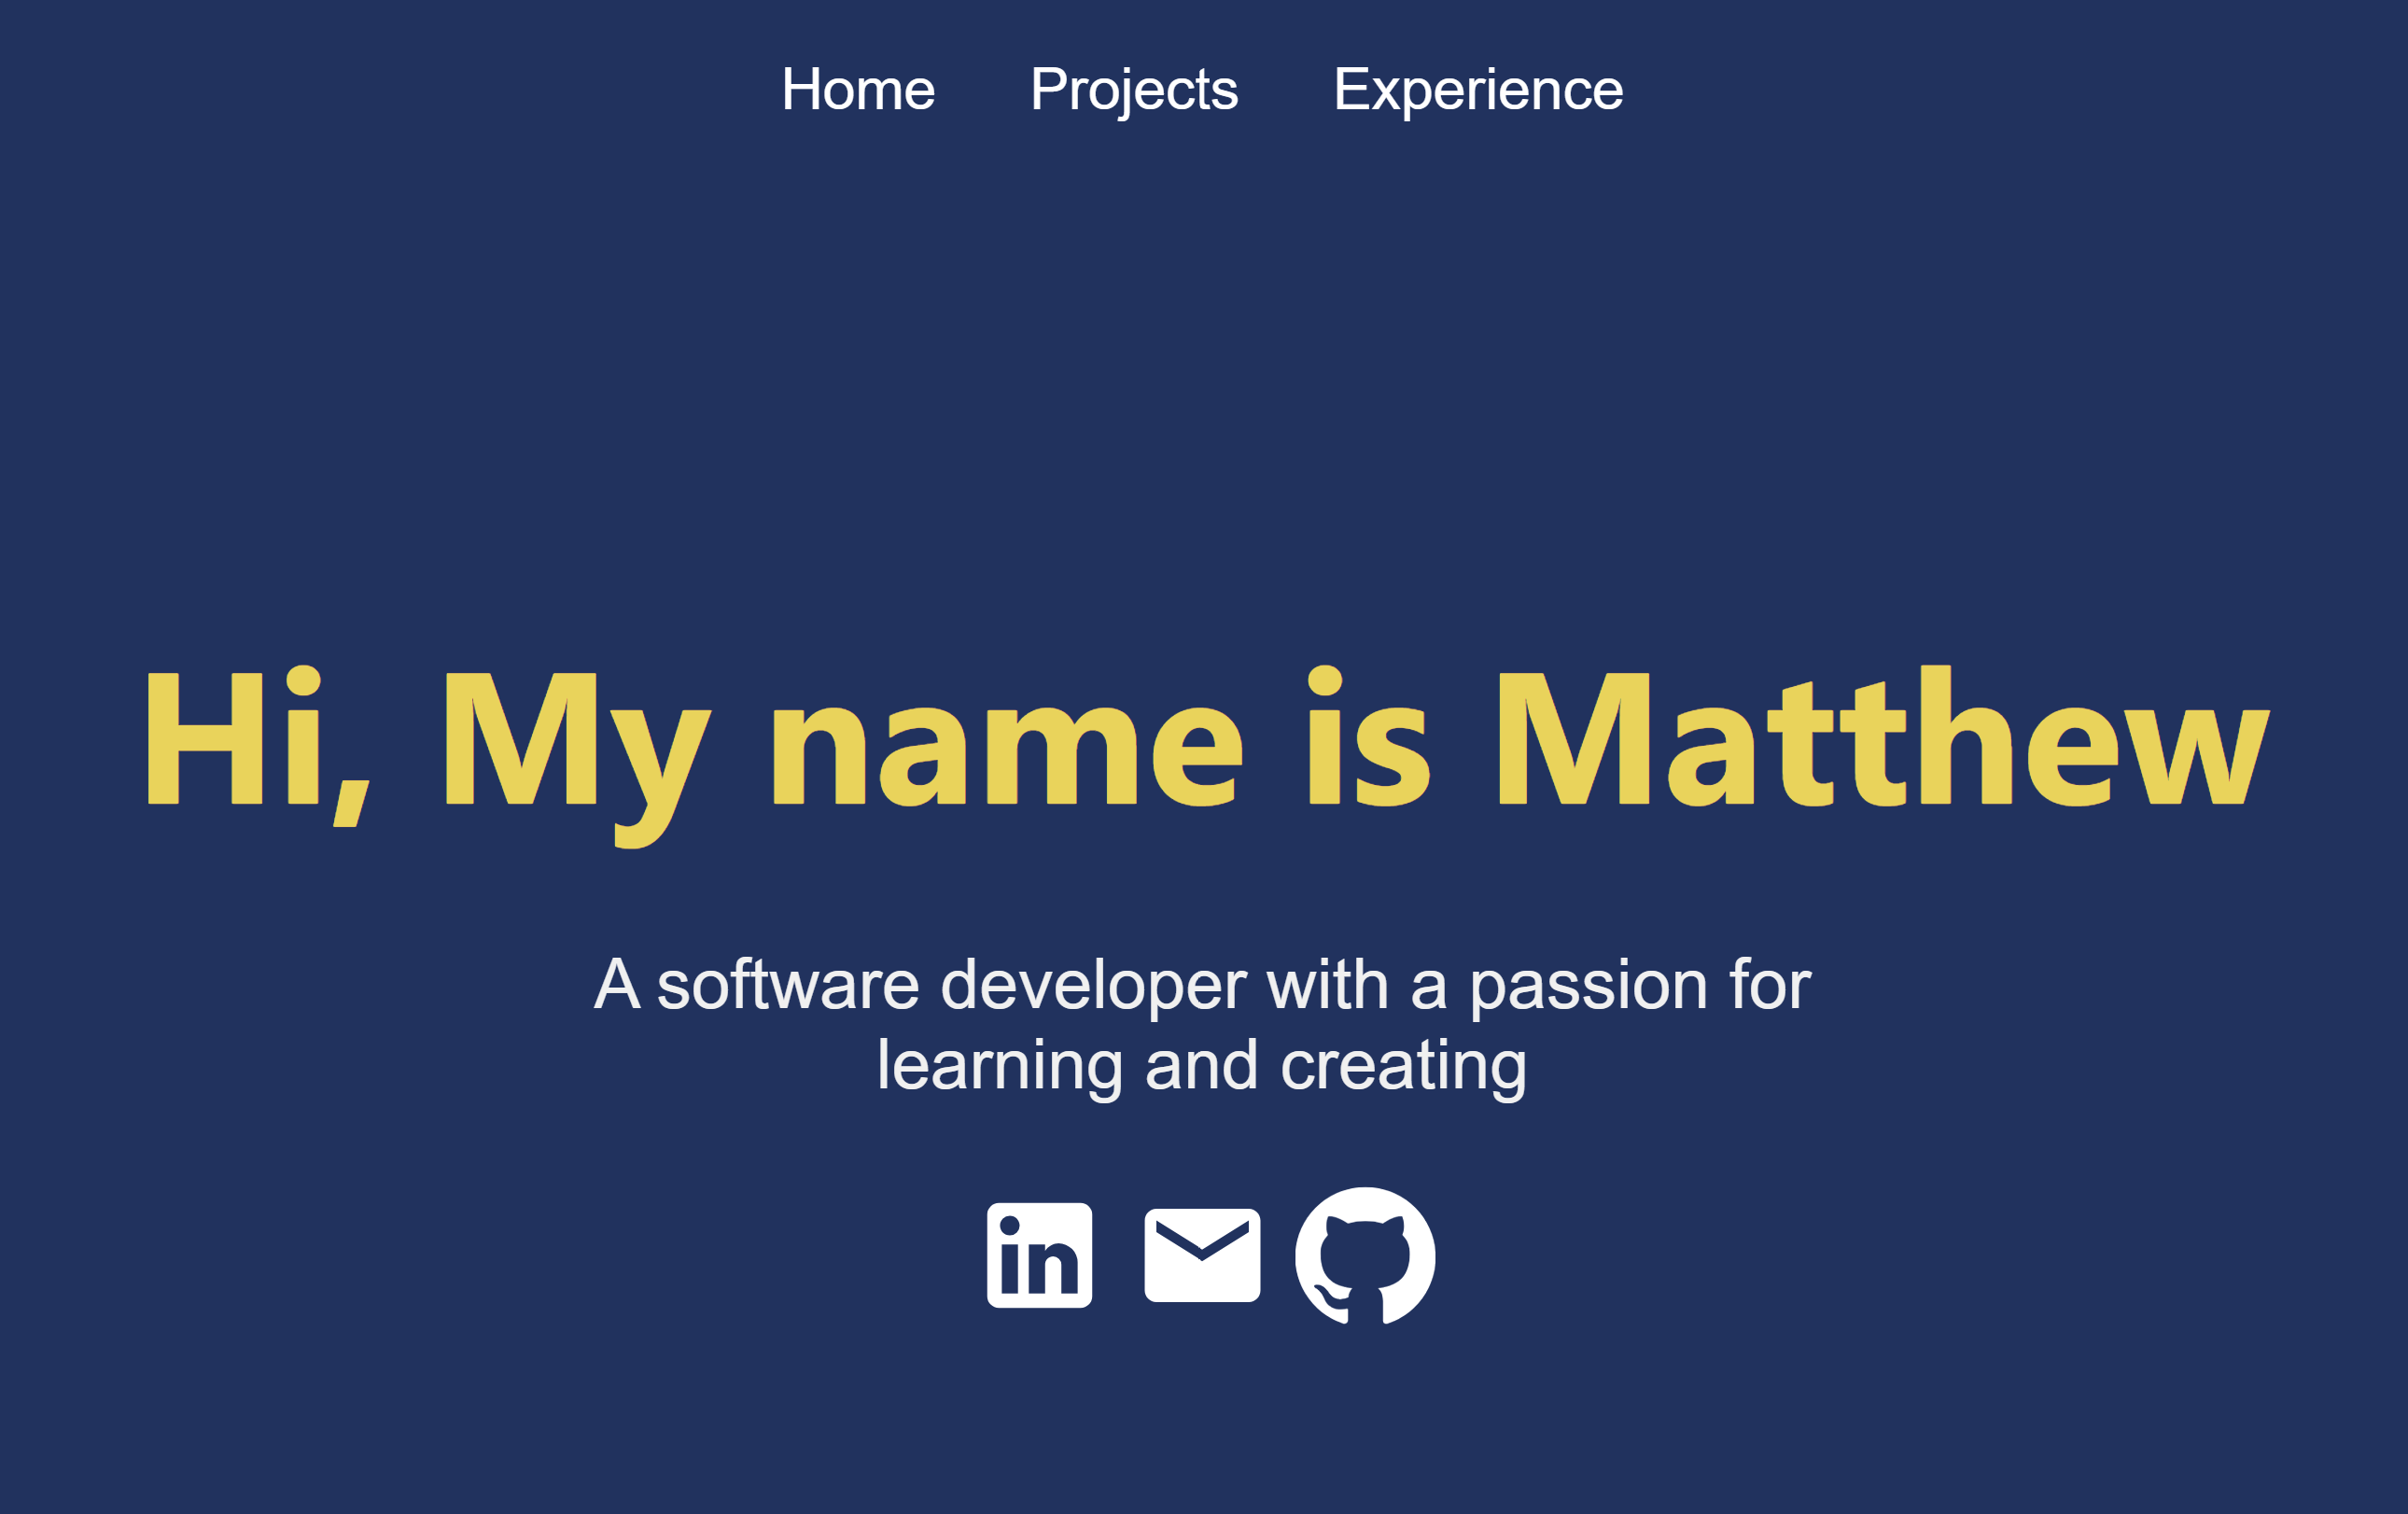 Home Projects Experience
Hi, My name is Matthew
A software developer with a passion for
learning and creating
in